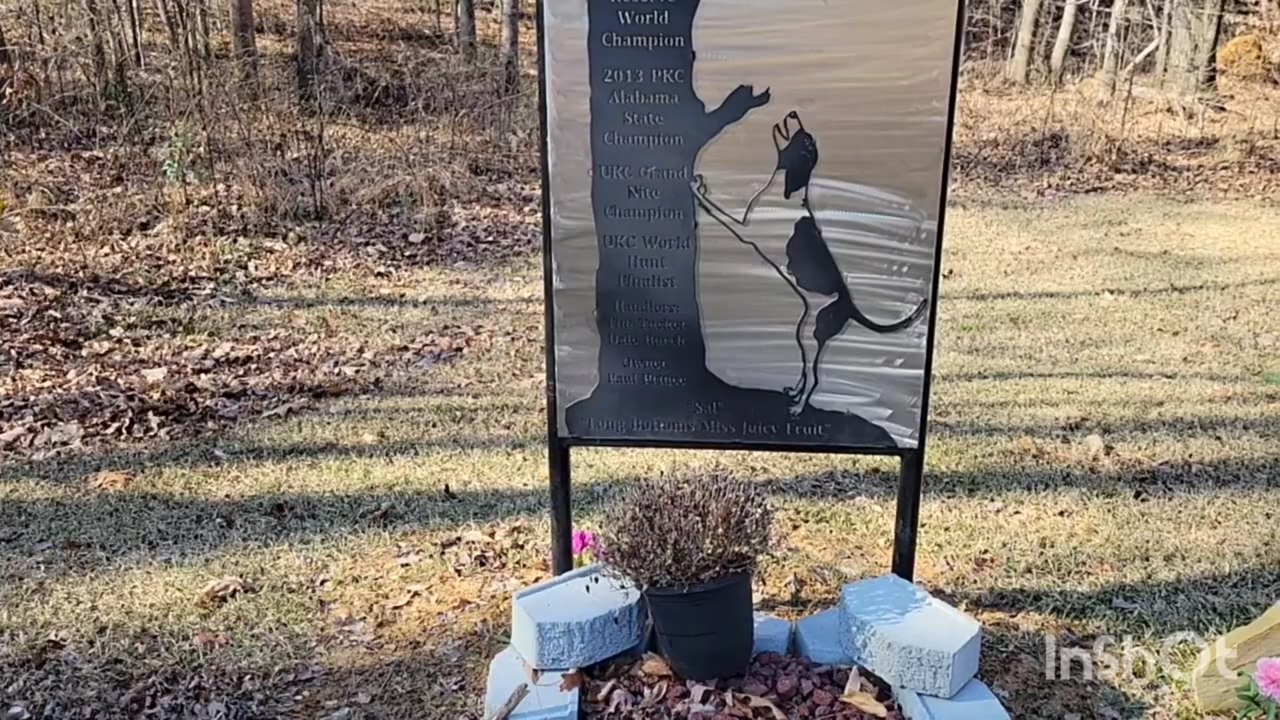 World
Champion
2013 PKC
Alabama
State
Champion
UKC Grand
Nite
Champion
UKC World
Hunt
Finalist
Handlers:
Owner
Paul
"Sal"
"Long Bottoms Miss Juicy Fruit"
InShOt